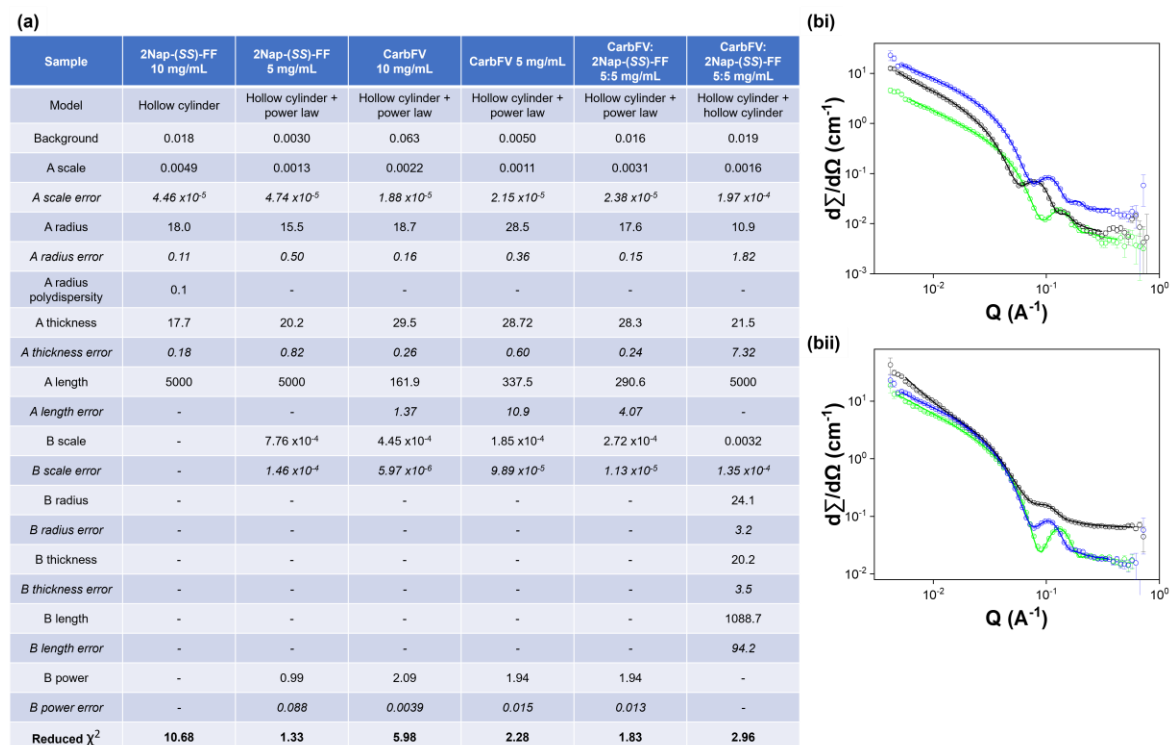 (a)
Sample 2Nap-(SS)-FF 10 mg/mL 2Nap-(SS)-FF 5 mg/mL CarbFV 10 mg/mL CarbFV 5 mg/mL CarbFV: 2Nap-(SS)-FF 5:5 mg/mL CarbFV: 2Nap-(SS)-FF 5:5 mg/mL
Model Hollow cylinder Hollow cylinder + power law Hollow cylinder + power law Hollow cylinder + power law Hollow cylinder + power law Hollow cylinder + hollow cylinder
Background 0.018 0.0030 0.063 0.0050 0.016 0.019
A scale 0.0049 0.0013 0.0022 0.0011 0.0031 0.0016
A scale error 4.46 x10⁻⁵ 4.74 x10⁻⁵ 1.88 x10⁻⁵ 2.15 x10⁻⁵ 2.38 x10⁻⁵ 1.97 x10⁻⁴
A radius 18.0 15.5 18.7 28.5 17.6 10.9
A radius error 0.11 0.50 0.16 0.36 0.15 1.82
A radius polydispersity 0.1 - - - - -
A thickness 17.7 20.2 29.5 28.72 28.3 21.5
A thickness error 0.18 0.82 0.26 0.60 0.24 7.32
A length 5000 5000 161.9 337.5 290.6 5000
A length error - - 1.37 10.9 4.07 -
B scale - 7.76 x10⁻⁴ 4.45 x10⁻⁴ 1.85 x10⁻⁴ 2.72 x10⁻⁴ 0.0032
B scale error - 1.46 x10⁻⁴ 5.97 x10⁻⁶ 9.89 x10⁻⁵ 1.13 x10⁻⁵ 1.35 x10⁻⁴
B radius - - - - - 24.1
B radius error - - - - - 3.2
B thickness - - - - - 20.2
B thickness error - - - - - 3.5
B length - - - - - 1088.7
B length error - - - - - 94.2
B power - 0.99 2.09 1.94 1.94 -
B power error - 0.088 0.0039 0.015 0.013 -
Reduced χ² 10.68 1.33 5.98 2.28 1.83 2.96
(bi)
dΣ/dΩ (cm⁻¹)
10¹
10⁰
10⁻¹
10⁻²
10⁻³
10⁻² 10⁻¹ 10⁰
Q (A⁻¹)
(bii)
dΣ/dΩ (cm⁻¹)
10¹
10⁰
10⁻¹
10⁻²
10⁻² 10⁻¹ 10⁰
Q (A⁻¹)